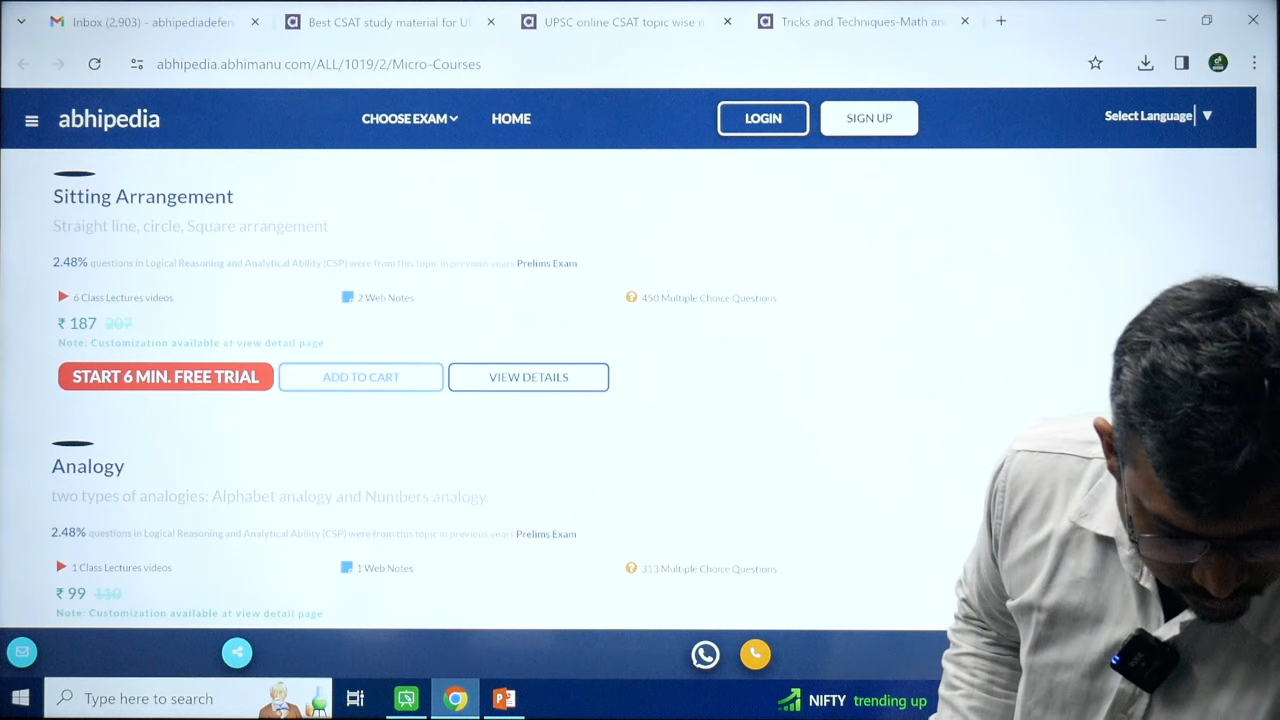 Inbox (2,903) - abhipediadefen
Best CSAT study material for U
UPSC online CSAT topic wise n
Tricks and Techniques-Math an
abhipedia.abhimanu.com/ALL/1019/2/Micro-Courses
abhipedia
CHOOSE EXAM
HOME
LOGIN
SIGN UP
Select Language ▼
Sitting Arrangement
Straight line, circle, Square arrangement
2.48% questions in Logical Reasoning and Analytical Ability (CSP) were from this topic in previous years Prelims Exam
6 Class Lectures videos
2 Web Notes
450 Multiple Choice Questions
₹ 187 207
Note: Customization available at view detail page
START 6 MIN. FREE TRIAL
ADD TO CART
VIEW DETAILS
Analogy
two types of analogies: Alphabet analogy and Numbers analogy.
2.48% questions in Logical Reasoning and Analytical Ability (CSP) were from this topic in previous years Prelims Exam
1 Class Lectures videos
1 Web Notes
313 Multiple Choice Questions
₹ 99 110
Note: Customization available at view detail page
Type here to search
NIFTY trending up